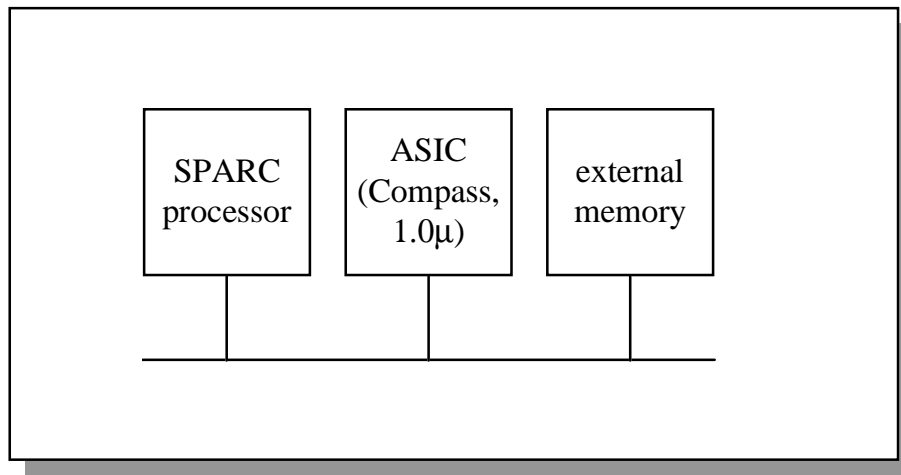 SPARC
processor
ASIC
(Compass,
1.0μ)
external
memory